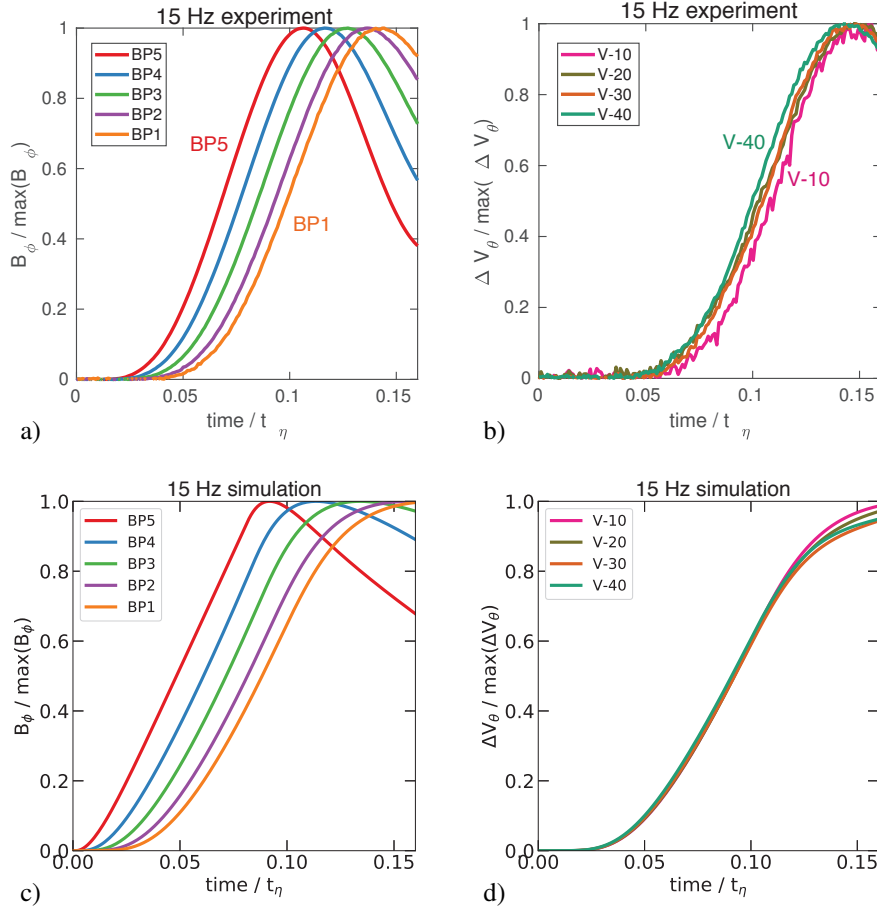 15 Hz experiment
1
0.8
0.6
0.4
0.2
0
B_ϕ / max(B_ϕ)
BP5
BP4
BP3
BP2
BP1
BP5
BP1
0
0.05
0.1
0.15
time / t_η
a)
15 Hz experiment
1
0.8
0.6
0.4
0.2
0
Δ V_θ / max( Δ V_θ)
V-10
V-20
V-30
V-40
V-40
V-10
0
0.05
0.1
0.15
time / t_η
b)
15 Hz simulation
1.0
0.8
0.6
0.4
0.2
0.0
B_ϕ / max(B_ϕ)
BP5
BP4
BP3
BP2
BP1
0.00
0.05
0.10
0.15
time / t_η
c)
15 Hz simulation
1.0
0.8
0.6
0.4
0.2
0.0
ΔV_θ / max(ΔV_θ)
V-10
V-20
V-30
V-40
0.00
0.05
0.10
0.15
time / t_η
d)